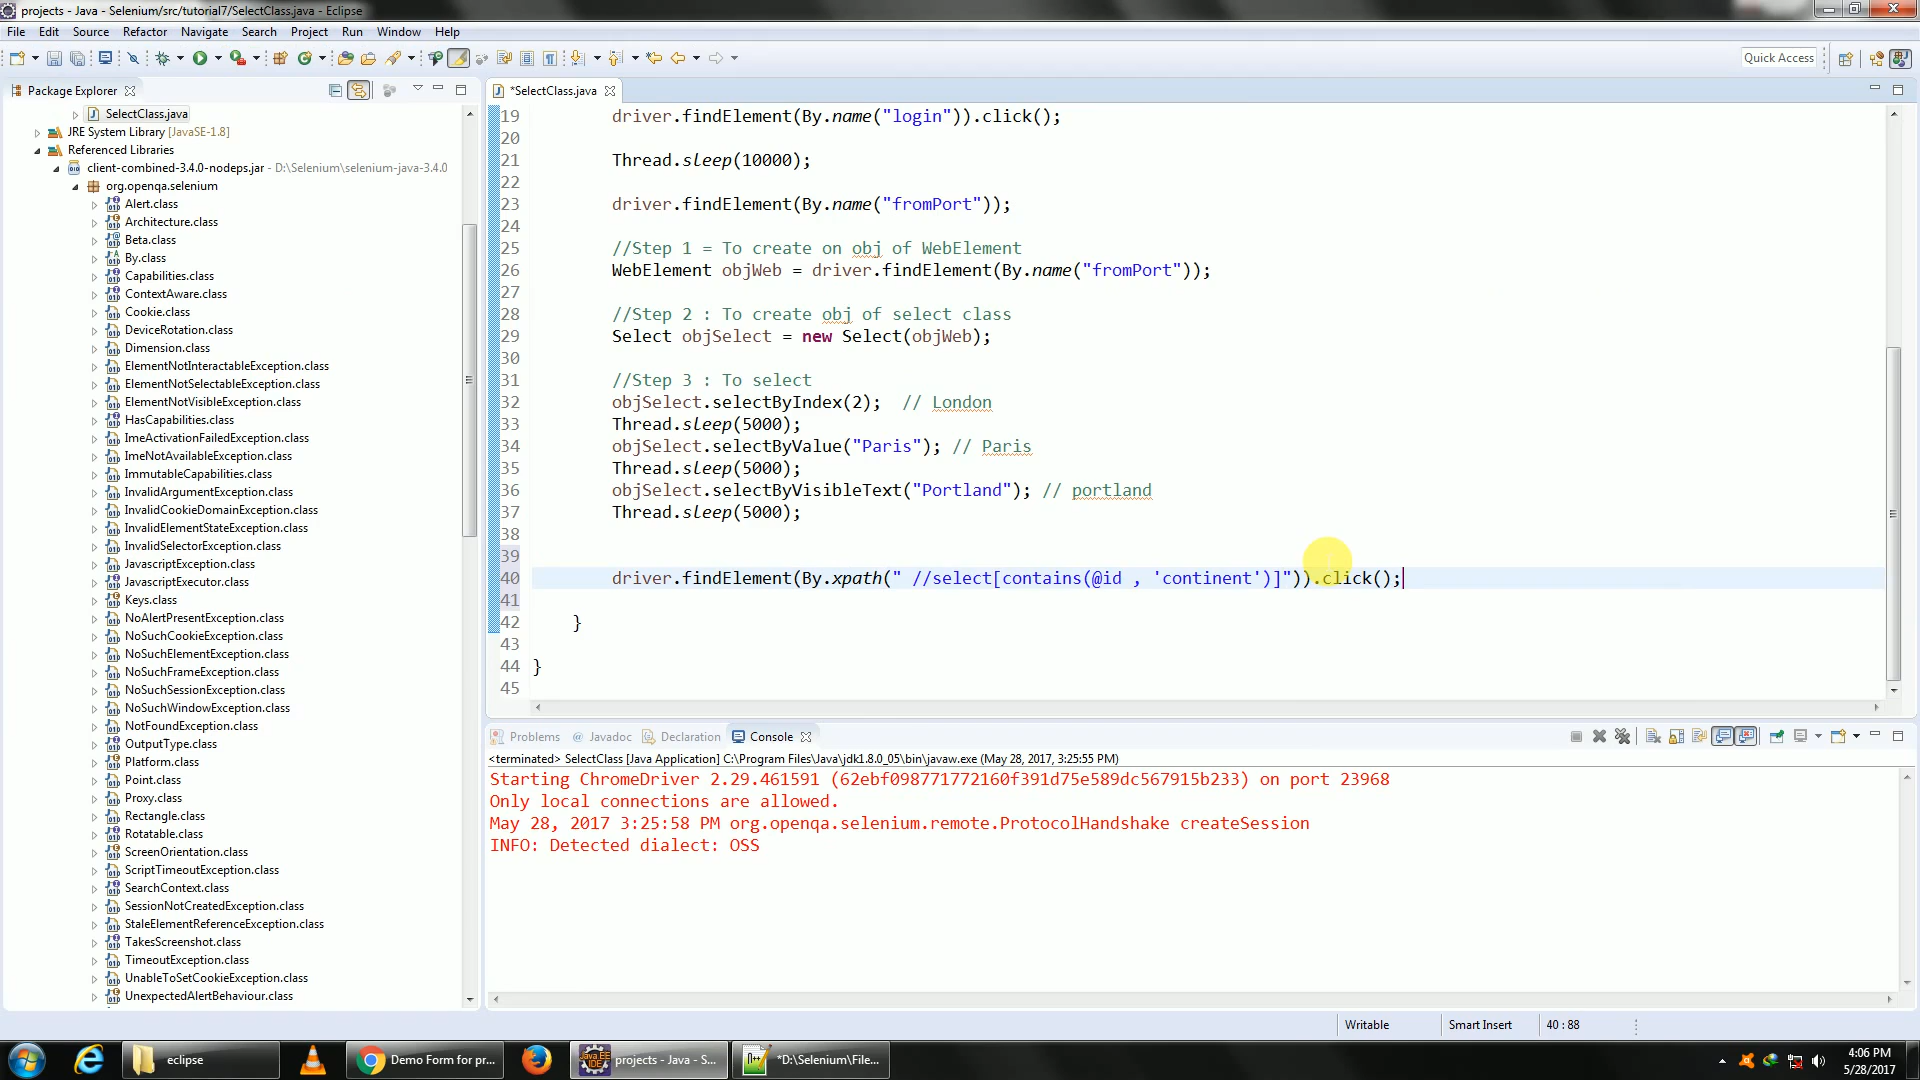 projects - Java - Selenium/src/tutorial7/SelectClass.java - Eclipse
File Edit Source Refactor Navigate Search Project Run Window Help
Quick Access
Package Explorer
*SelectClass.java
SelectClass.java
JRE System Library [JavaSE-1.8]
Referenced Libraries
client-combined-3.4.0-nodeps.jar - D:\Selenium\selenium-java-3.4.0
org.openqa.selenium
Alert.class
Architecture.class
Beta.class
By.class
Capabilities.class
ContextAware.class
Cookie.class
DeviceRotation.class
Dimension.class
ElementNotInteractableException.class
ElementNotSelectableException.class
ElementNotVisibleException.class
HasCapabilities.class
ImeActivationFailedException.class
ImeNotAvailableException.class
ImmutableCapabilities.class
InvalidArgumentException.class
InvalidCookieDomainException.class
InvalidElementStateException.class
InvalidSelectorException.class
JavascriptException.class
JavascriptExecutor.class
Keys.class
NoAlertPresentException.class
NoSuchCookieException.class
NoSuchElementException.class
NoSuchFrameException.class
NoSuchSessionException.class
NoSuchWindowException.class
NotFoundException.class
OutputType.class
Platform.class
Point.class
Proxy.class
Rectangle.class
Rotatable.class
ScreenOrientation.class
ScriptTimeoutException.class
SearchContext.class
SessionNotCreatedException.class
StaleElementReferenceException.class
TakesScreenshot.class
TimeoutException.class
UnableToSetCookieException.class
UnexpectedAlertBehaviour.class
19 driver.findElement(By.name("login")).click();
20
21 Thread.sleep(10000);
22
23 driver.findElement(By.name("fromPort"));
24
25 //Step 1 = To create on obj of WebElement
26 WebElement objWeb = driver.findElement(By.name("fromPort"));
27
28 //Step 2 : To create obj of select class
29 Select objSelect = new Select(objWeb);
30
31 //Step 3 : To select
32 objSelect.selectByIndex(2);  // London
33 Thread.sleep(5000);
34 objSelect.selectByValue("Paris"); // Paris
35 Thread.sleep(5000);
36 objSelect.selectByVisibleText("Portland"); // portland
37 Thread.sleep(5000);
38
39
40 driver.findElement(By.xpath(" //select[contains(@id , 'continent')]")).click();
41
42 }
43
44 }
45
Problems @ Javadoc Declaration Console
<terminated> SelectClass [Java Application] C:\Program Files\Java\jdk1.8.0_05\bin\javaw.exe (May 28, 2017, 3:25:55 PM)
Starting ChromeDriver 2.29.461591 (62ebf098771772160f391d75e589dc567915b233) on port 23968
Only local connections are allowed.
May 28, 2017 3:25:58 PM org.openqa.selenium.remote.ProtocolHandshake createSession
INFO: Detected dialect: OSS
Writable Smart Insert 40 : 88
eclipse Demo Form for pr... projects - Java - S... *D:\Selenium\File...
4:06 PM
5/28/2017